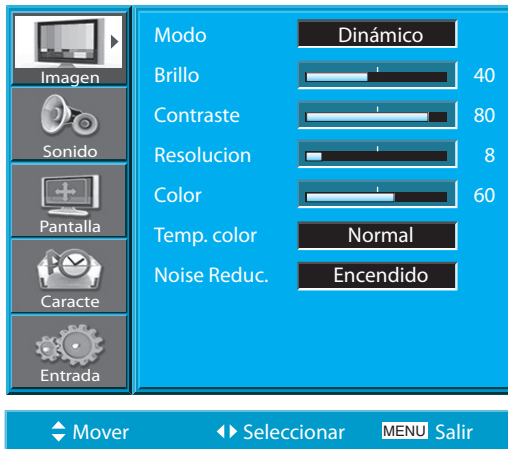 Imagen
Sonido
Pantalla
Caracte
Entrada
Modo Dinámico
Brillo 40
Contraste 80
Resolucion 8
Color 60
Temp. color Normal
Noise Reduc. Encendido
Mover Seleccionar MENU Salir